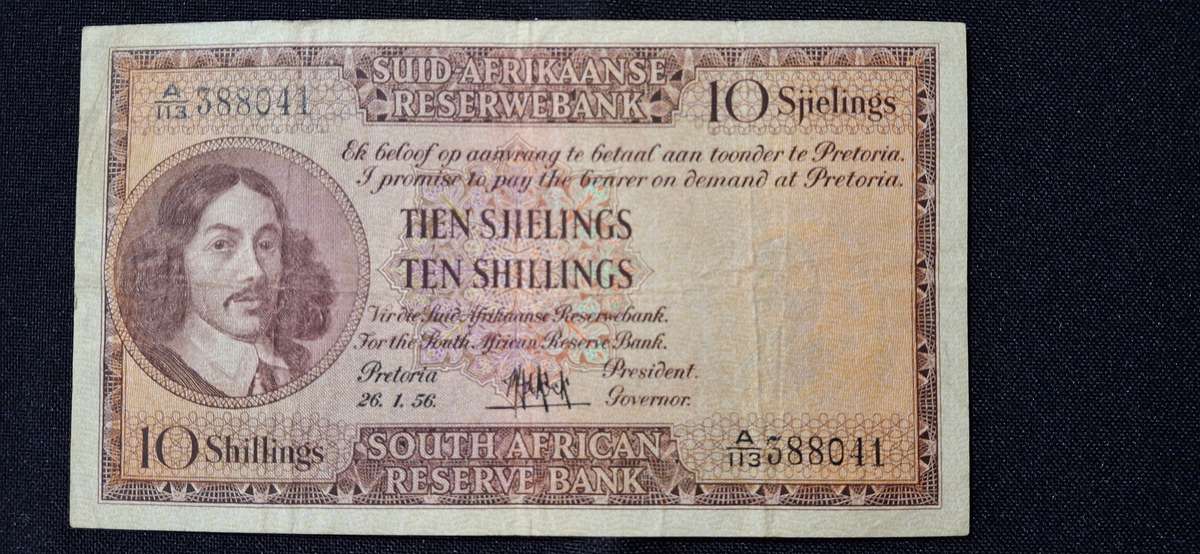 A/113 388041
SUID-AFRIKAANSE
RESERWEBANK
10 Sjielings
Ek beloof op aanvraag te betaal aan toonder te Pretoria.
I promise to pay the bearer on demand at Pretoria.
TIEN SJIELINGS
TEN SHILLINGS
Vir die Suid-Afrikaanse Reserwebank.
For the South African Reserve Bank.
Pretoria
26. 1. 56.
President.
Governor.
10 Shillings
SOUTH AFRICAN
RESERVE BANK
A/113 388041